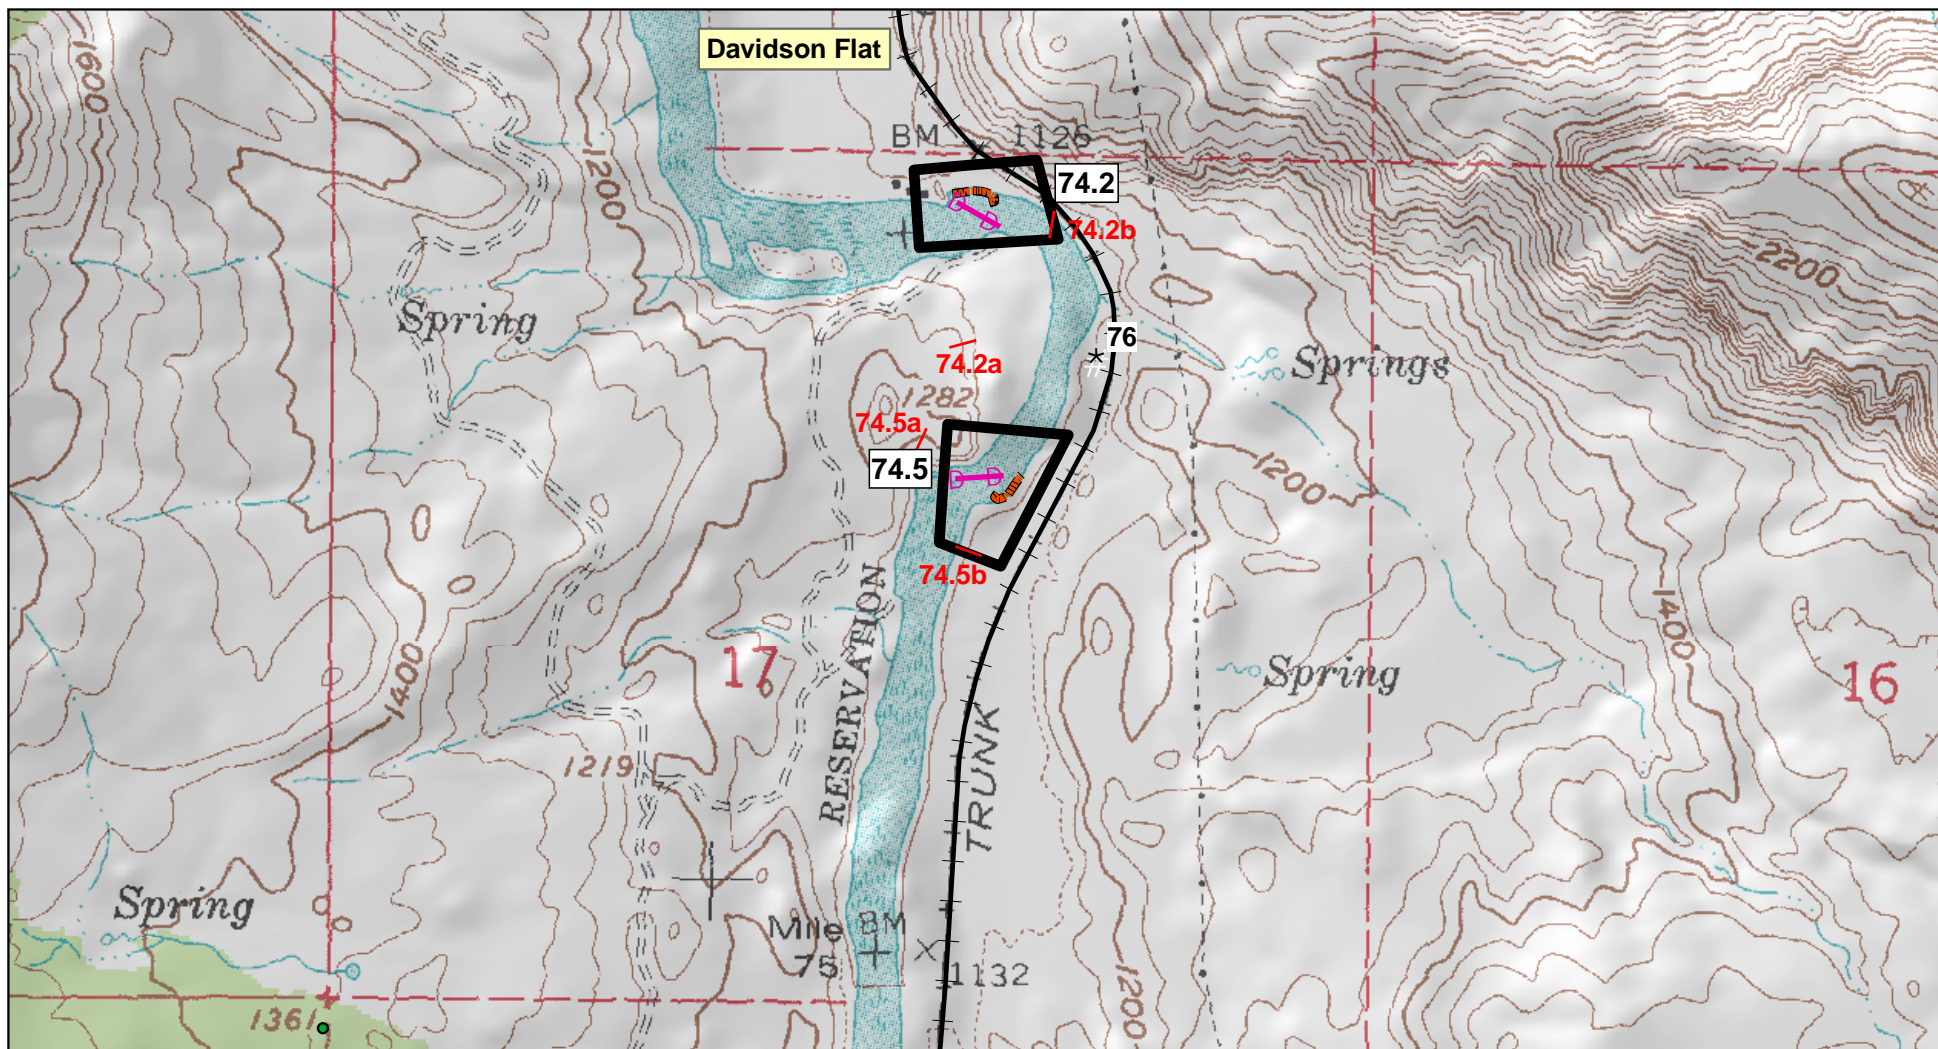 Davidson Flat
1600
BM
1126
1200
74.2
74.2b
2200
Spring
76
Springs
74.2a
1282
74.5a
74.5
1200
74.5b
RESERVATION
1400
17
1400
Spring
16
TRUNK
1219
Spring
Mile
75
BM
1132
1200
1361